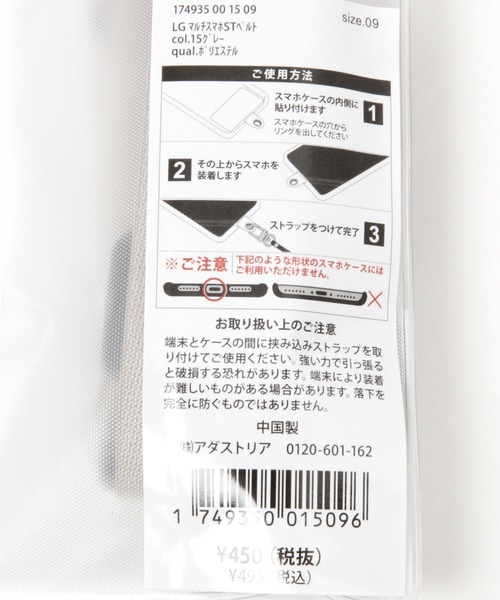 174935 00 15 09
size.09
LG マルチスマホSTベルト
col.15グレー
qual.ポリエステル
ご使用方法
スマホケースの内側に
貼り付けます
スマホケースの穴から
リングを出してください
1
2
その上からスマホを
装着します
ストラップをつけて完了
3
※ご注意
下記のような形状のスマホケースには
ご利用いただけません。
お取り扱い上のご注意
端末とケースの間に挟み込みストラップを取
り付けてご使用ください。強い力で引っ張る
と破損する恐れがあります。端末により装着
が難しいものがある場合があります。落下を
完全に防ぐものではありません。
中国製
㈱アダストリア 0120-601-162
1 749350 015096
¥450 (税抜)
¥495 (税込)